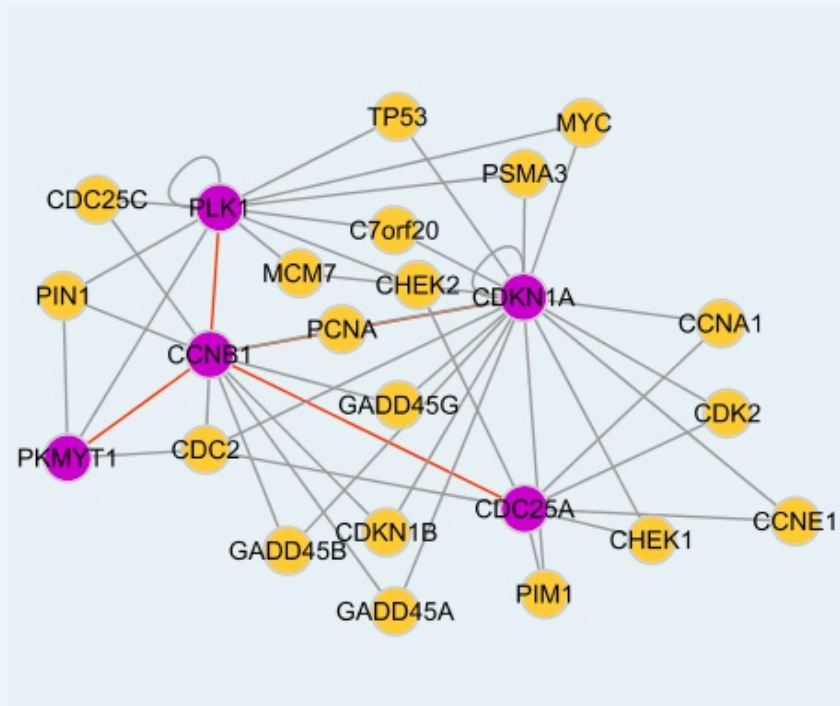 TP53
MYC
PSMA3
CDC25C
PLK1
C7orf20
MCM7
CHEK2
PIN1
CDKN1A
PCNA
CCNA1
CCNB1
GADD45G
CDK2
CDC2
PKMYT1
CDC25A
CCNE1
CDKN1B
CHEK1
GADD45B
PIM1
GADD45A